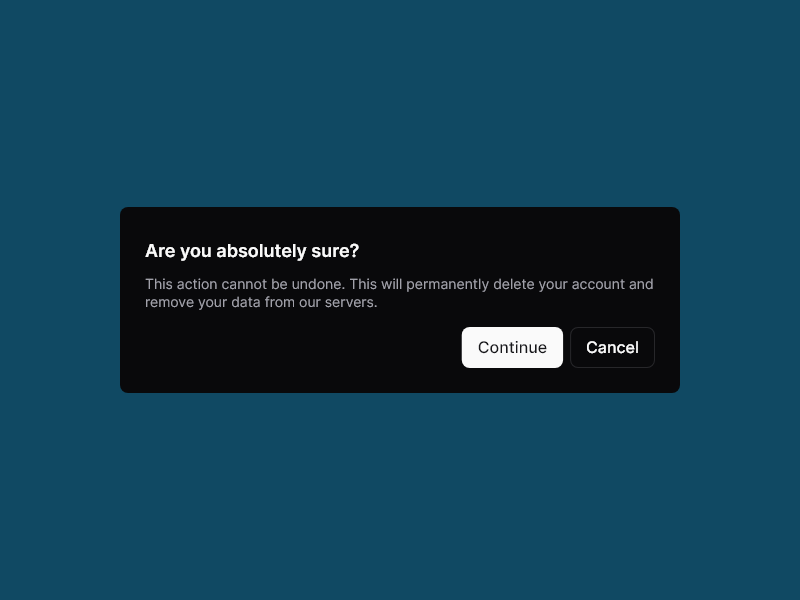 Are you absolutely sure?
This action cannot be undone. This will permanently delete your account and
remove your data from our servers.
Continue
Cancel